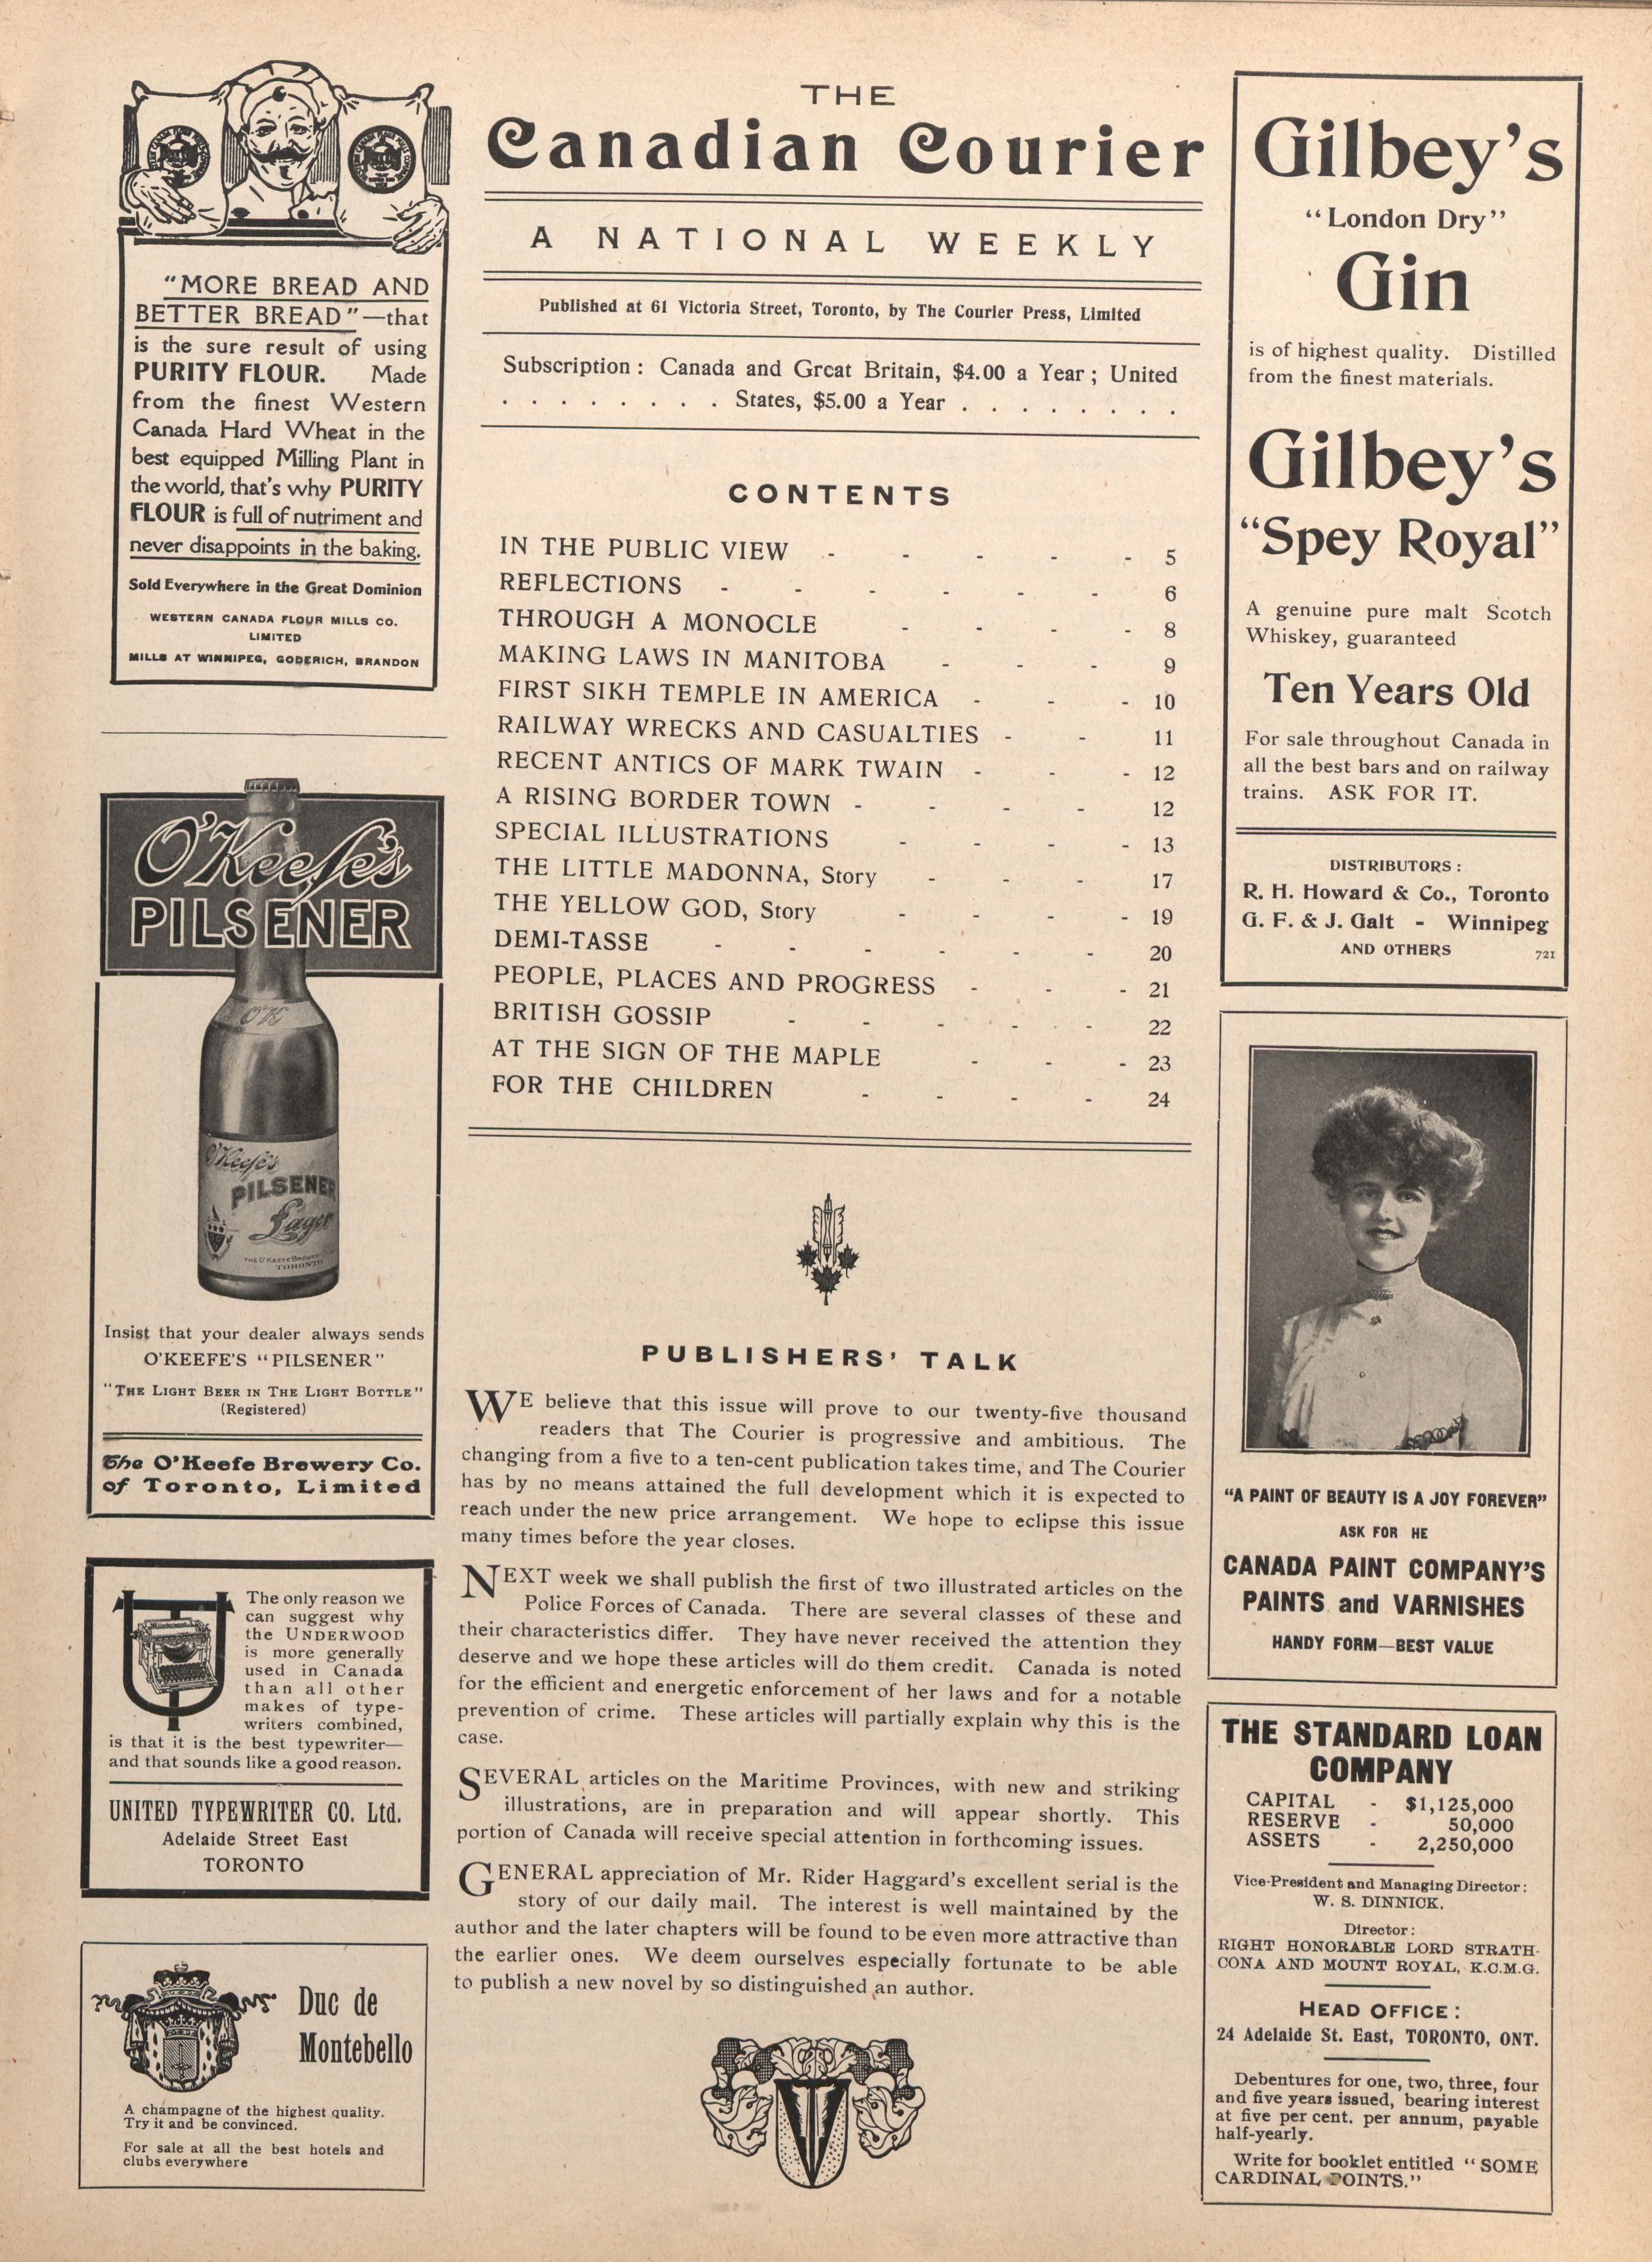 "MORE BREAD AND
BETTER BREAD"—that
is the sure result of using
PURITY FLOUR. Made
from the finest Western
Canada Hard Wheat in the
best equipped Milling Plant in
the world, that's why PURITY
FLOUR is full of nutriment and
never disappoints in the baking.
Sold Everywhere in the Great Dominion
WESTERN CANADA FLOUR MILLS CO.
LIMITED
MILLS AT WINNIPEG, GODERICH, BRANDON
O'Keefe's
PILSENER
OK
O'Keefe's
PILSENER
Lager
THE O'KEEFE BREWERY
TORONTO
Insist that your dealer always sends
O'KEEFE'S "PILSENER"
"THE LIGHT BEER IN THE LIGHT BOTTLE"
(Registered)
The O'Keefe Brewery Co.
of Toronto, Limited
The only reason we
can suggest why
the UNDERWOOD
is more generally
used in Canada
than all other
makes of type-
writers combined,
is that it is the best typewriter—
and that sounds like a good reason.
UNITED TYPEWRITER CO. Ltd.
Adelaide Street East
TORONTO
Duc de
Montebello
A champagne of the highest quality.
Try it and be convinced.
For sale at all the best hotels and
clubs everywhere
THE
Canadian Courier
A NATIONAL WEEKLY
Published at 61 Victoria Street, Toronto, by The Courier Press, Limited
Subscription: Canada and Great Britain, $4.00 a Year; United
. . . . . . . . States, $5.00 a Year . . . . . . . .
CONTENTS
IN THE PUBLIC VIEW - - - - - 5
REFLECTIONS - - - - - - 6
THROUGH A MONOCLE - - - - 8
MAKING LAWS IN MANITOBA - - - 9
FIRST SIKH TEMPLE IN AMERICA - - - 10
RAILWAY WRECKS AND CASUALTIES - - 11
RECENT ANTICS OF MARK TWAIN - - - 12
A RISING BORDER TOWN - - - - 12
SPECIAL ILLUSTRATIONS - - - - 13
THE LITTLE MADONNA, Story - - - 17
THE YELLOW GOD, Story - - - - 19
DEMI-TASSE - - - - - - 20
PEOPLE, PLACES AND PROGRESS - - - 21
BRITISH GOSSIP - - - - - 22
AT THE SIGN OF THE MAPLE - - - 23
FOR THE CHILDREN - - - - 24
PUBLISHERS' TALK
WE believe that this issue will prove to our twenty-five thousand
readers that The Courier is progressive and ambitious. The
changing from a five to a ten-cent publication takes time, and The Courier
has by no means attained the full development which it is expected to
reach under the new price arrangement. We hope to eclipse this issue
many times before the year closes.
NEXT week we shall publish the first of two illustrated articles on the
Police Forces of Canada. There are several classes of these and
their characteristics differ. They have never received the attention they
deserve and we hope these articles will do them credit. Canada is noted
for the efficient and energetic enforcement of her laws and for a notable
prevention of crime. These articles will partially explain why this is the
case.
SEVERAL articles on the Maritime Provinces, with new and striking
illustrations, are in preparation and will appear shortly. This
portion of Canada will receive special attention in forthcoming issues.
GENERAL appreciation of Mr. Rider Haggard's excellent serial is the
story of our daily mail. The interest is well maintained by the
author and the later chapters will be found to be even more attractive than
the earlier ones. We deem ourselves especially fortunate to be able
to publish a new novel by so distinguished an author.
Gilbey's
"London Dry"
Gin
is of highest quality. Distilled
from the finest materials.
Gilbey's
"Spey Royal"
A genuine pure malt Scotch
Whiskey, guaranteed
Ten Years Old
For sale throughout Canada in
all the best bars and on railway
trains. ASK FOR IT.
DISTRIBUTORS:
R. H. Howard & Co., Toronto
G. F. & J. Galt - Winnipeg
AND OTHERS 721
"A PAINT OF BEAUTY IS A JOY FOREVER"
ASK FOR HE
CANADA PAINT COMPANY'S
PAINTS and VARNISHES
HANDY FORM—BEST VALUE
THE STANDARD LOAN
COMPANY
CAPITAL - $1,125,000
RESERVE - 50,000
ASSETS - 2,250,000
Vice-President and Managing Director:
W. S. DINNICK.
Director:
RIGHT HONORABLE LORD STRATH-
CONA AND MOUNT ROYAL, K.C.M.G.
HEAD OFFICE:
24 Adelaide St. East, TORONTO, ONT.
Debentures for one, two, three, four
and five years issued, bearing interest
at five per cent. per annum, payable
half-yearly.
Write for booklet entitled "SOME
CARDINAL POINTS."